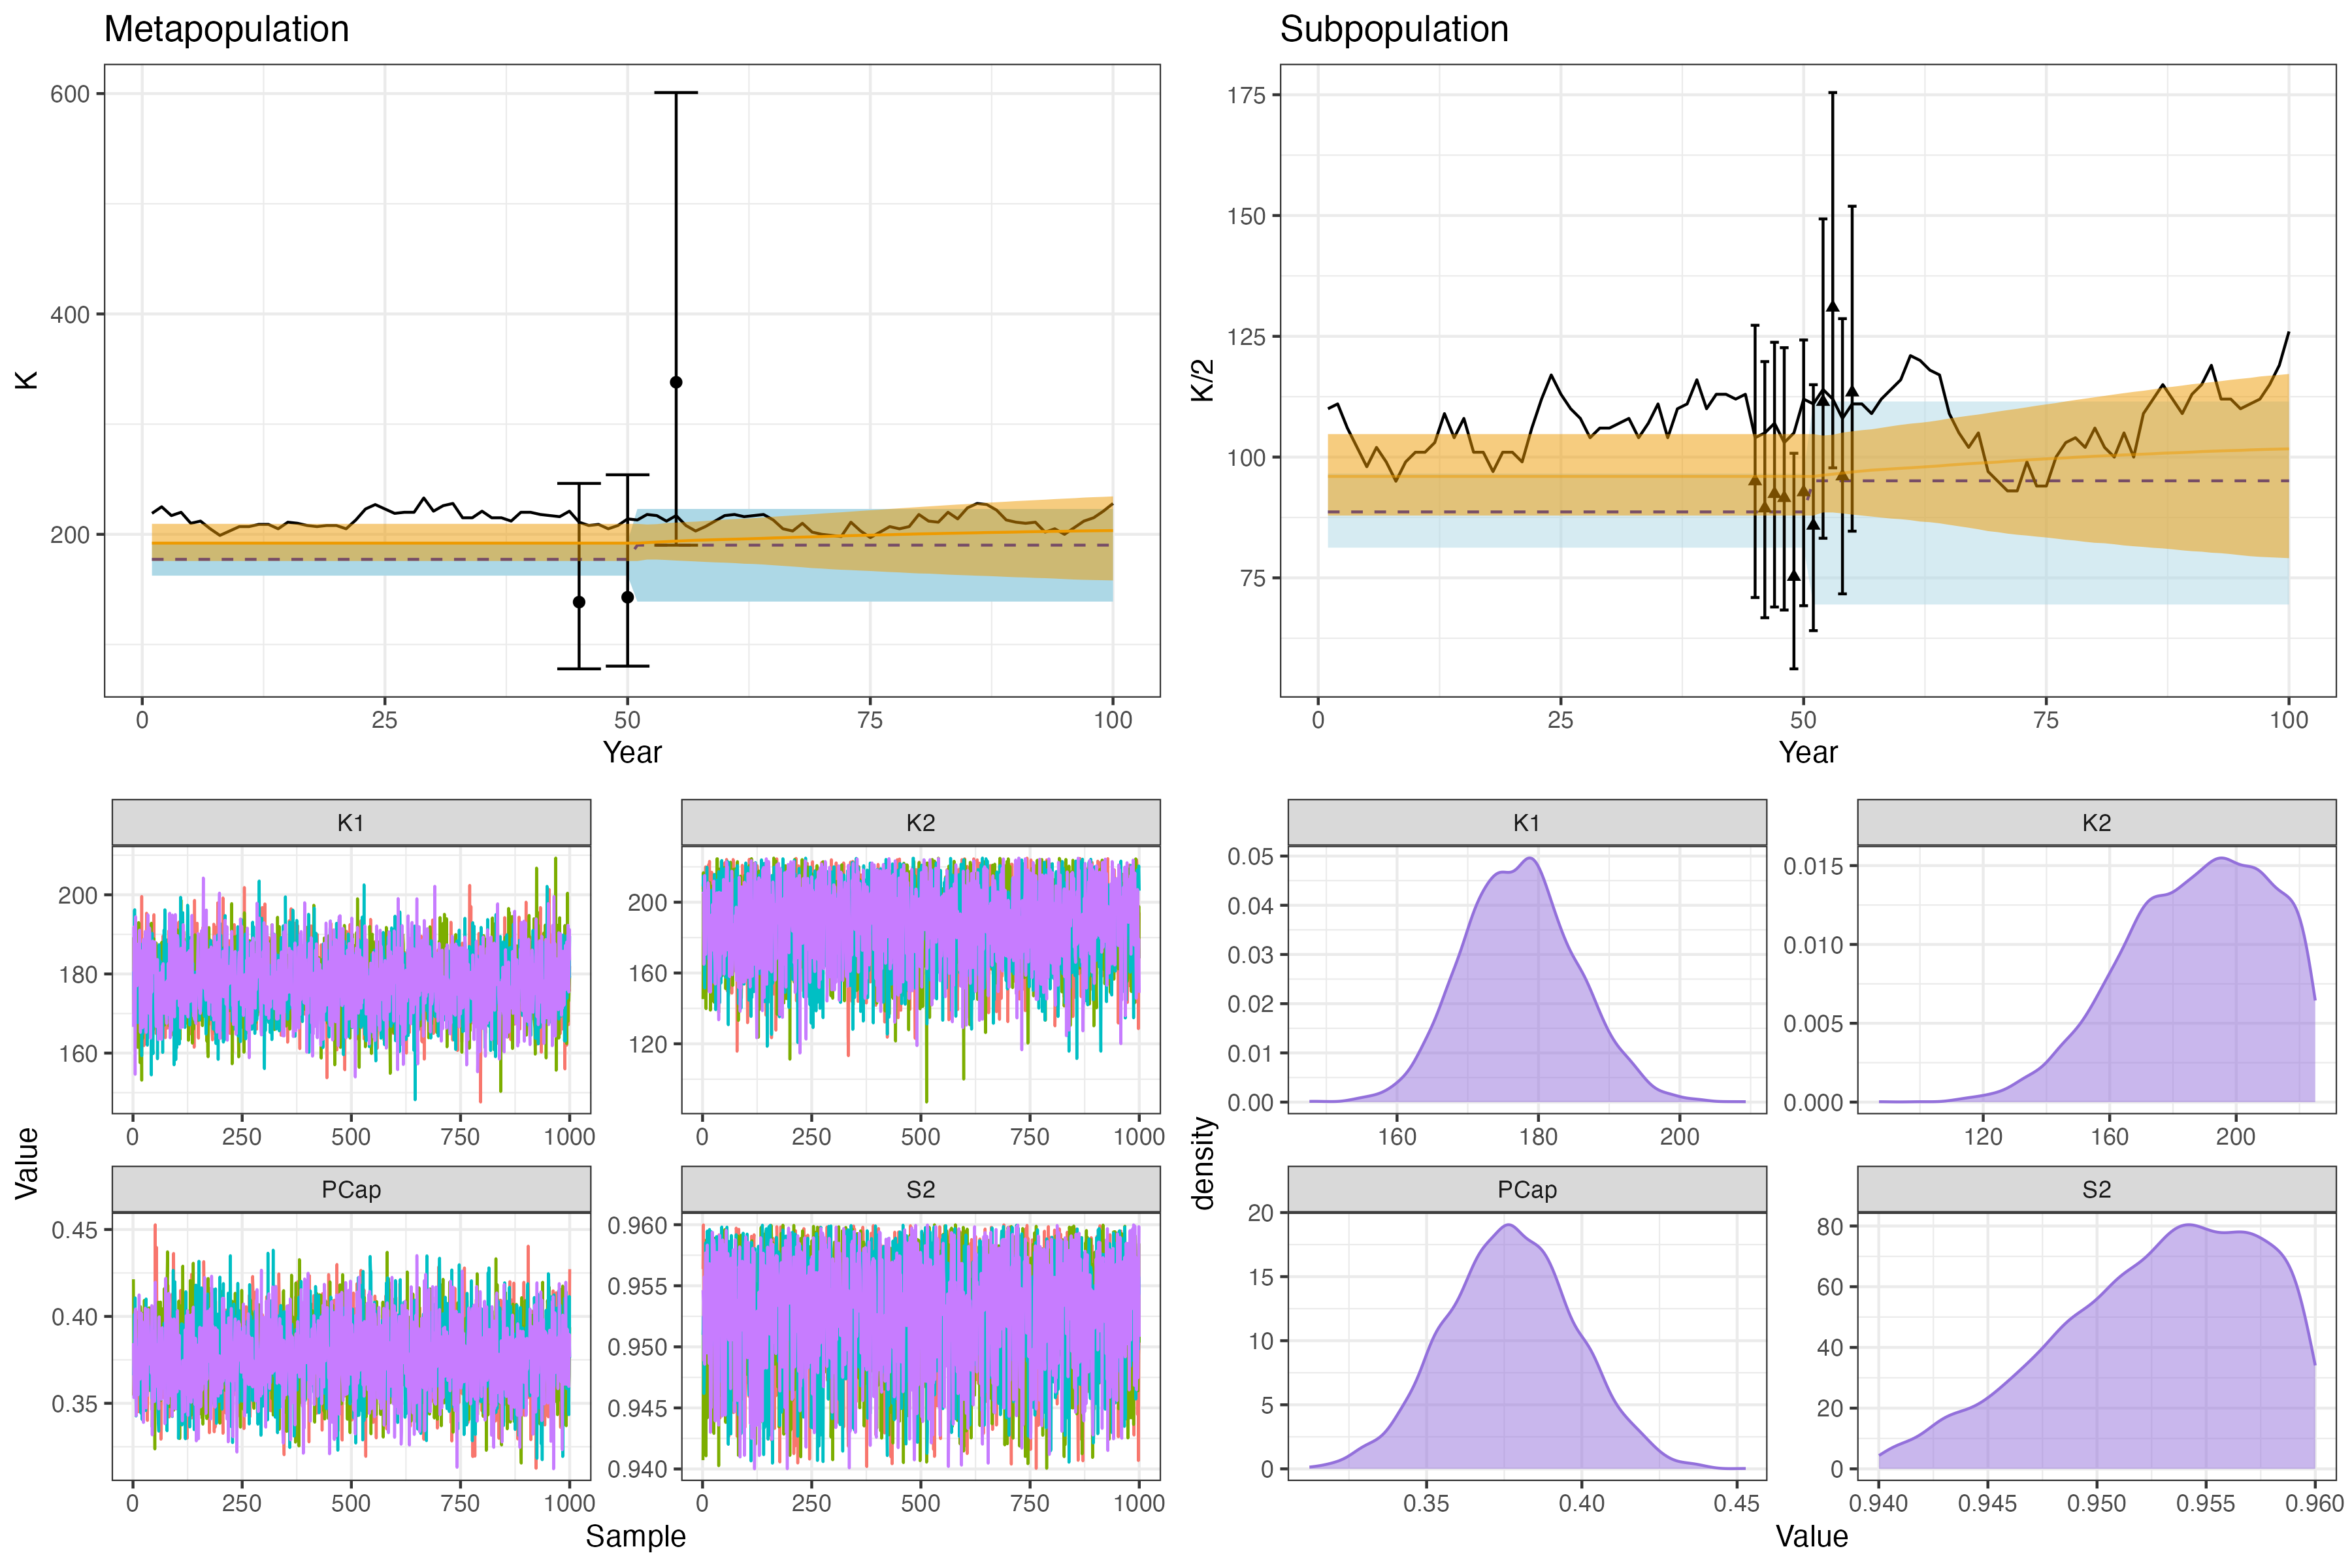 Metapopulation
K
600
400
200
0 25 50 75 100
Year
Subpopulation
K/2
175
150
125
100
75
0 25 50 75 100
Year
Value
K1
200
180
160
0 250 500 750 1000
K2
200
160
120
0 250 500 750 1000
PCap
0.45
0.40
0.35
0 250 500 750 1000
S2
0.960
0.955
0.950
0.945
0.940
0 250 500 750 1000
Sample
density
K1
0.05
0.04
0.03
0.02
0.01
0.00
160 180 200
K2
0.015
0.010
0.005
0.000
120 160 200
PCap
20
15
10
5
0
0.35 0.40 0.45
S2
80
60
40
20
0
0.940 0.945 0.950 0.955 0.960
Value